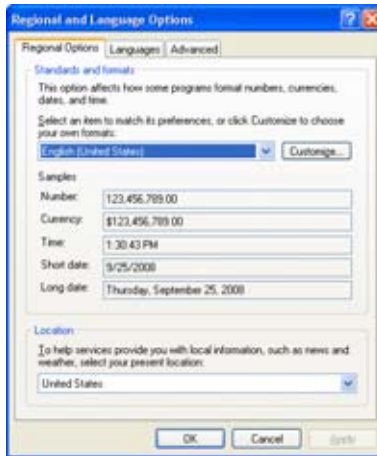 Regional and Language Options
Regional Options Languages Advanced
Standards and formats
This option affects how some programs format numbers, currencies,
dates, and time.
Select an item to match its preferences, or click Customize to choose
your own formats:
English (United States) Customize...
Samples
Number: 123,456,789.00
Currency: $123,456,789.00
Time: 1:30:43 PM
Short date: 9/25/2008
Long date: Thursday, September 25, 2008
Location
To help services provide you with local information, such as news and
weather, select your present location:
United States
OK Cancel Apply